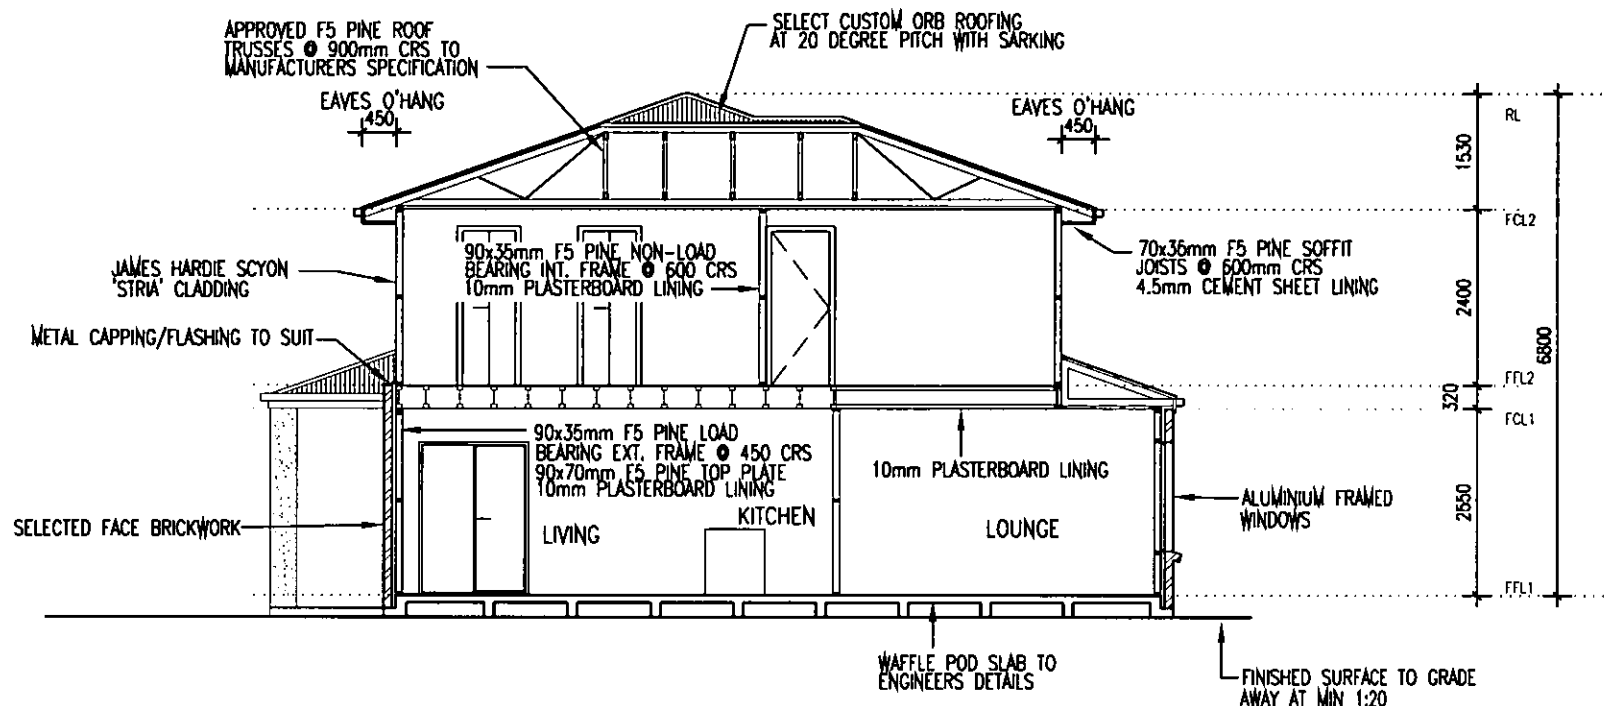 APPROVED F5 PINE ROOF
TRUSSES @ 900mm CRS TO
MANUFACTURERS SPECIFICATION
SELECT CUSTOM ORB ROOFING
AT 20 DEGREE PITCH WITH SARKING
EAVES O'HANG
450
EAVES O'HANG
450
RL
1530
FCL2
90x35mm F5 PINE NON-LOAD
BEARING INT. FRAME @ 600 CRS
10mm PLASTERBOARD LINING
70x35mm F5 PINE SOFFIT
JOISTS @ 600mm CRS
4.5mm CEMENT SHEET LINING
JAMES HARDIE SCYON
'STRIA' CLADDING
2400
6800
METAL CAPPING/FLASHING TO SUIT
FFL2
320
FCL1
90x35mm F5 PINE LOAD
BEARING EXT. FRAME @ 450 CRS
90x70mm F5 PINE TOP PLATE
10mm PLASTERBOARD LINING
10mm PLASTERBOARD LINING
2550
ALUMINIUM FRAMED
WINDOWS
SELECTED FACE BRICKWORK
LIVING
KITCHEN
LOUNGE
FFL1
WAFFLE POD SLAB TO
ENGINEERS DETAILS
FINISHED SURFACE TO GRADE
AWAY AT MIN 1:20